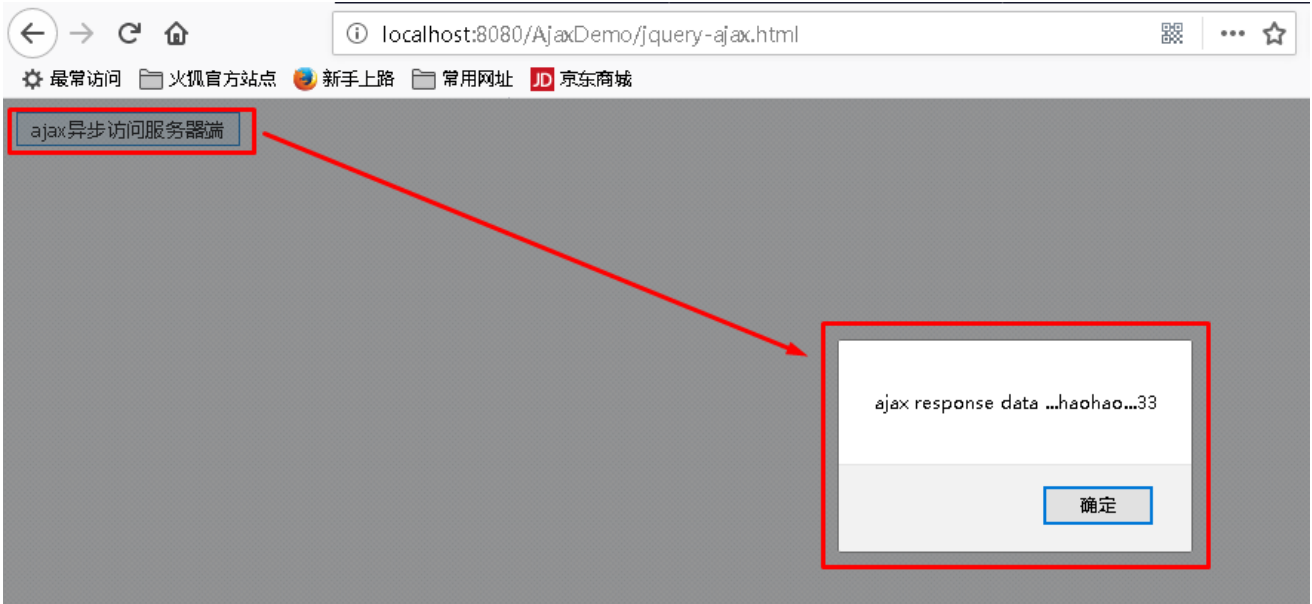 localhost:8080/AjaxDemo/jquery-ajax.html
最常访问 火狐官方站点 新手上路 常用网址 JD 京东商城
ajax异步访问服务器端
ajax response data ...haohao...33
确定